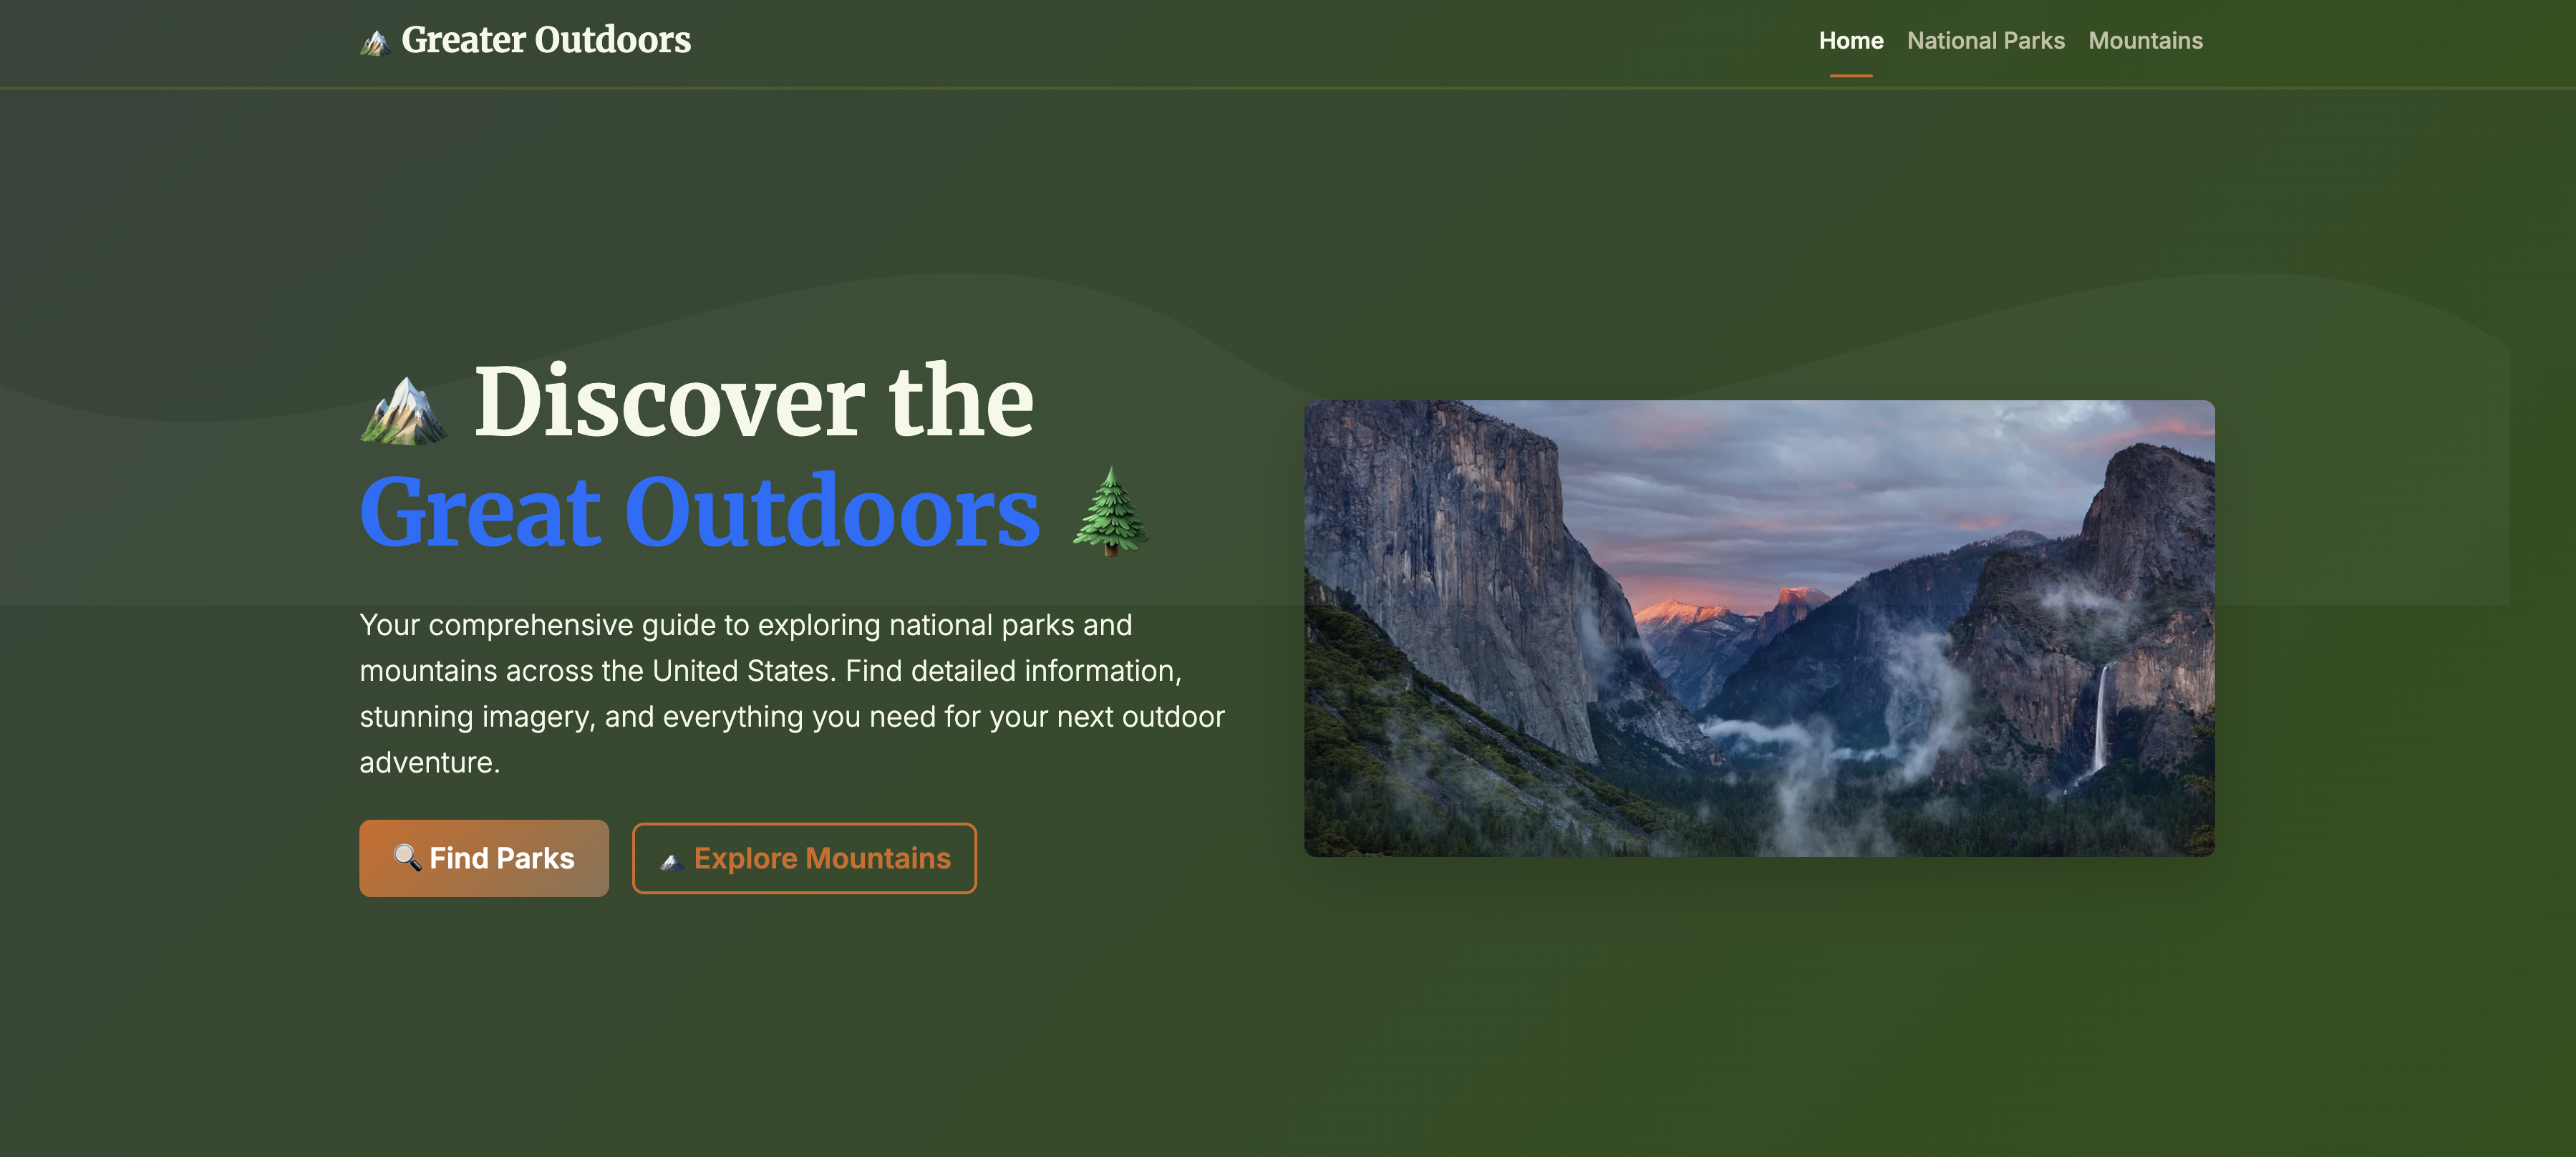 Greater Outdoors
Home National Parks Mountains
Discover the
Great Outdoors
Your comprehensive guide to exploring national parks and
mountains across the United States. Find detailed information,
stunning imagery, and everything you need for your next outdoor
adventure.
Find Parks
Explore Mountains